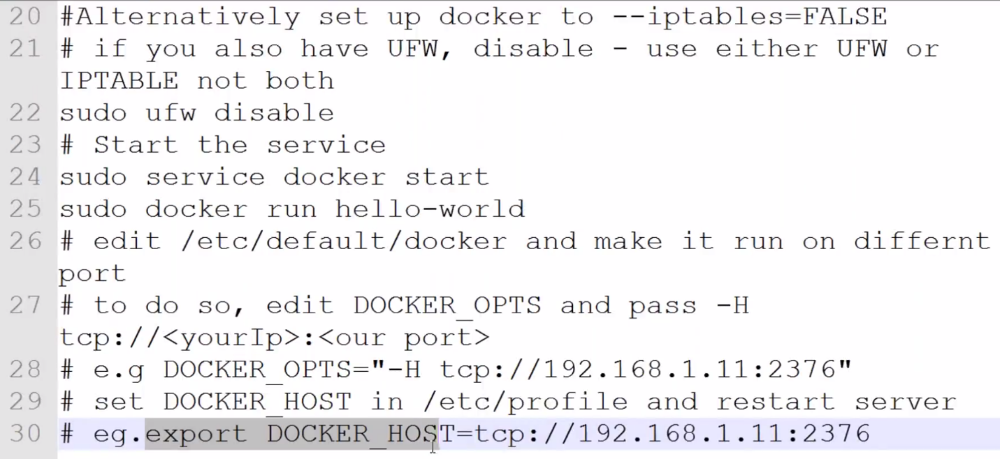 20 #Alternatively set up docker to --iptables=FALSE
21 # if you also have UFW, disable - use either UFW or
IPTABLE not both
22 sudo ufw disable
23 # Start the service
24 sudo service docker start
25 sudo docker run hello-world
26 # edit /etc/default/docker and make it run on differnt
port
27 # to do so, edit DOCKER_OPTS and pass -H
tcp://<yourIp>:<our port>
28 # e.g DOCKER_OPTS="-H tcp://192.168.1.11:2376"
29 # set DOCKER_HOST in /etc/profile and restart server
30 # eg.export DOCKER_HOST=tcp://192.168.1.11:2376